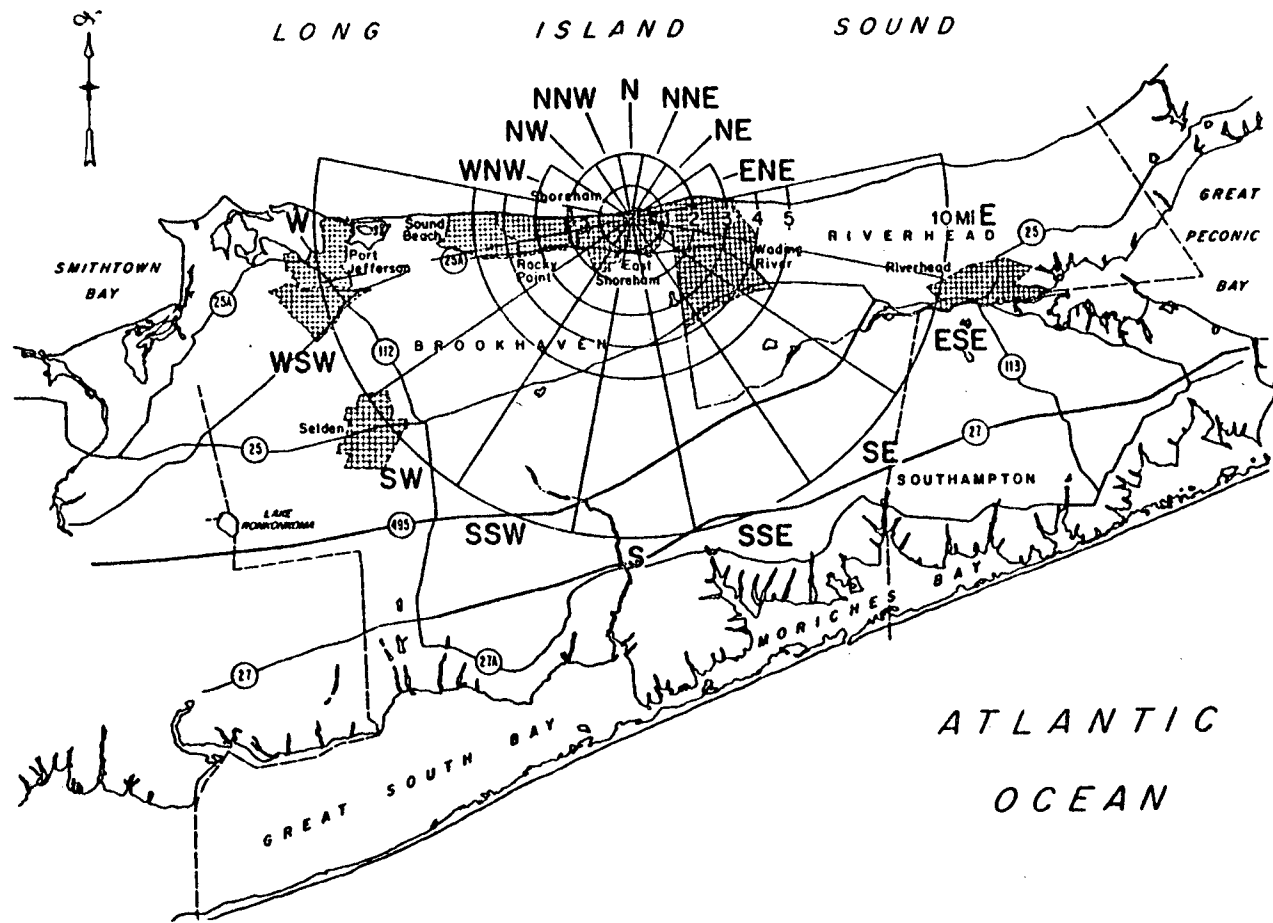 LONG ISLAND SOUND
N
NNW NNE
NW NE
WNW ENE
Shoreham
W
Sound Beach
2 3 4 5
10 MI E
GREAT PECONIC BAY
SMITHTOWN BAY
Port Jefferson
25A
25A
Rocky Point
East Shoreham
Wading River
RIVERHEAD
Riverhead
25
WSW
112
BROOKHAVEN
ESE
113
Selden
25
SW
SE
27
SOUTHAMPTON
LAKE RONKONKOMA
495
SSW
SSE
S
MORICHES BAY
27
27A
GREAT SOUTH BAY
ATLANTIC OCEAN